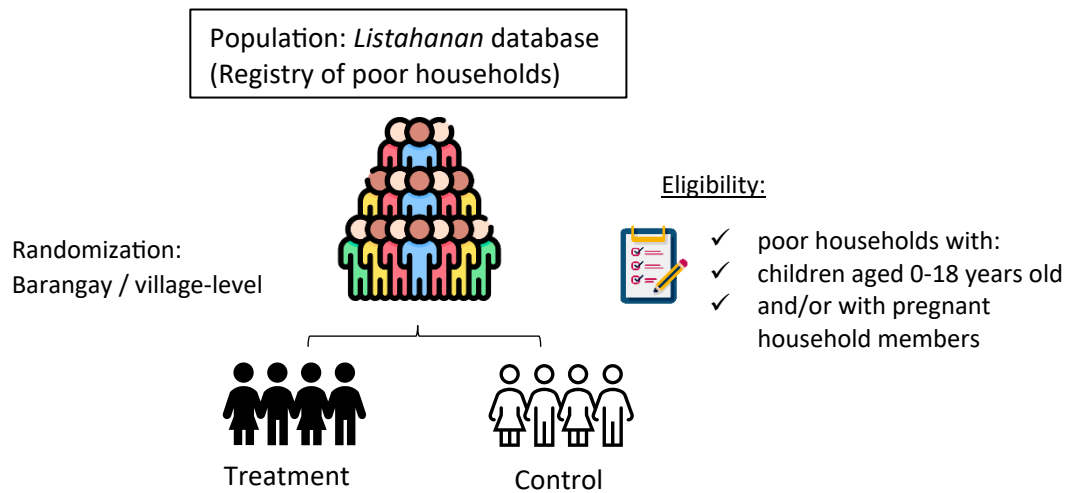 Population: Listahanan database
(Registry of poor households)
Eligibility:
Randomization:
Barangay / village-level
✓ poor households with:
✓ children aged 0-18 years old
✓ and/or with pregnant
household members
Treatment
Control